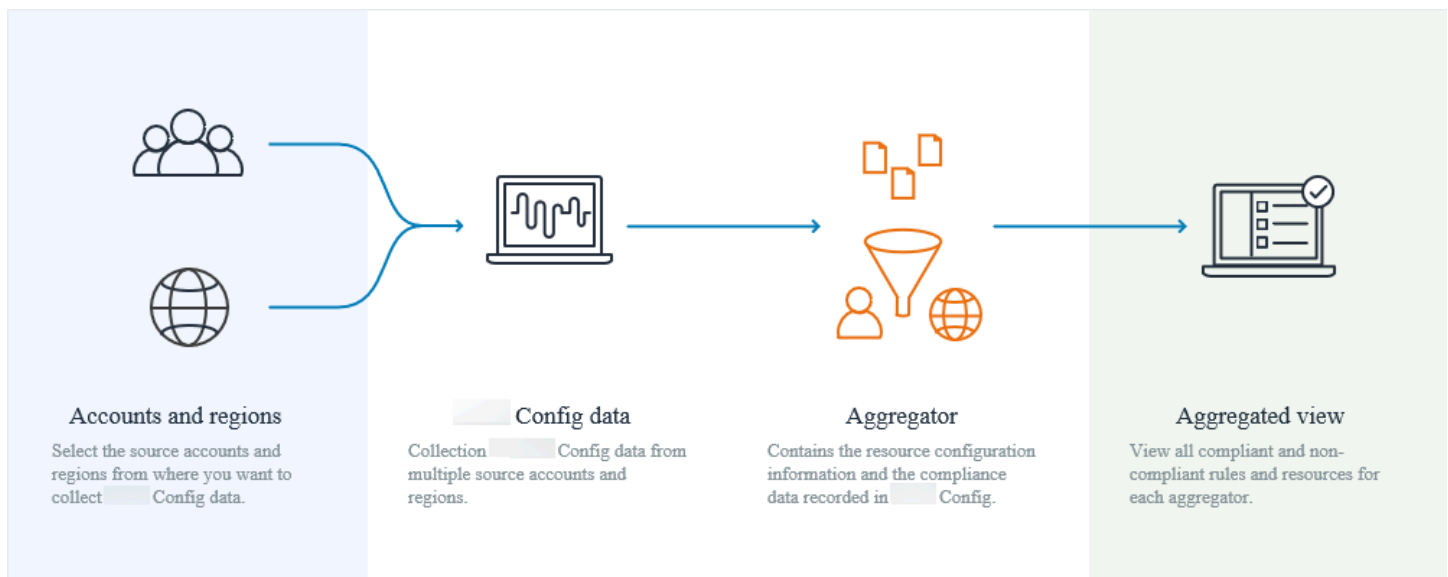 Accounts and regions
Select the source accounts and
regions from where you want to
collect Config data.
Config data
Collection Config data from
multiple source accounts and
regions.
Aggregator
Contains the resource configuration
information and the compliance
data recorded in Config.
Aggregated view
View all compliant and non-
compliant rules and resources for
each aggregator.